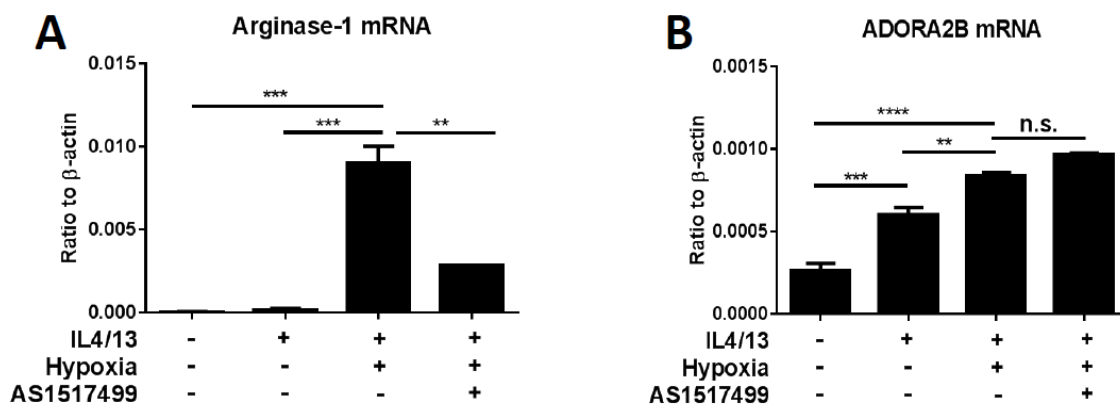 A
Arginase-1 mRNA
Ratio to β-actin
0.015
0.010
0.005
0.000
***
*** **
IL4/13 - + + +
Hypoxia - - + +
AS1517499 - - - +
B
ADORA2B mRNA
Ratio to β-actin
0.0015
0.0010
0.0005
0.0000
****
n.s.
**
***
IL4/13 - + + +
Hypoxia - - + +
AS1517499 - - - +